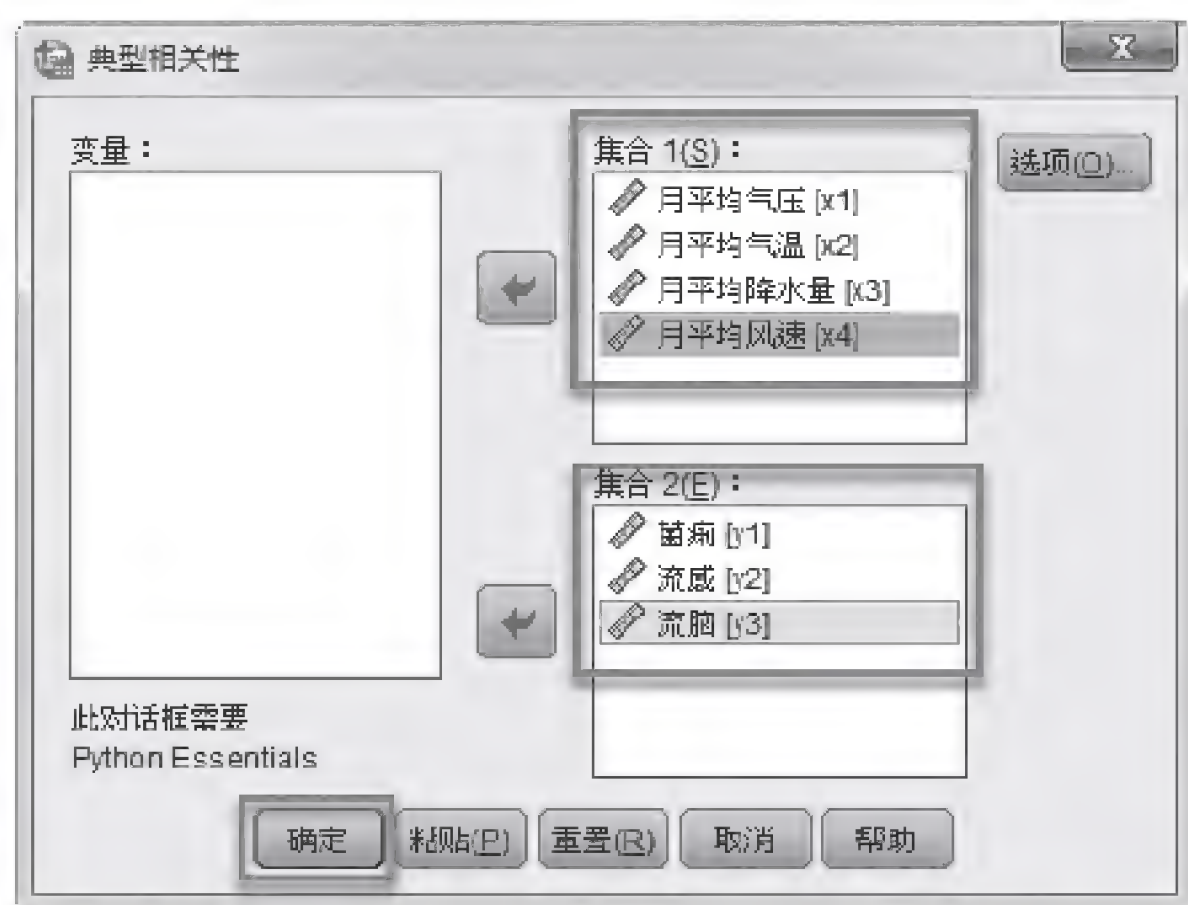 典型相关性
变量：
集合 1(S)：
选项(O)...
月平均气压 [x1]
月平均气温 [x2]
月平均降水量 [x3]
月平均风速 [x4]
集合 2(E)：
菌痢 [y1]
流感 [y2]
流脑 [y3]
此对话框需要
Python Essentials
确定 粘贴(P) 重置(R) 取消 帮助